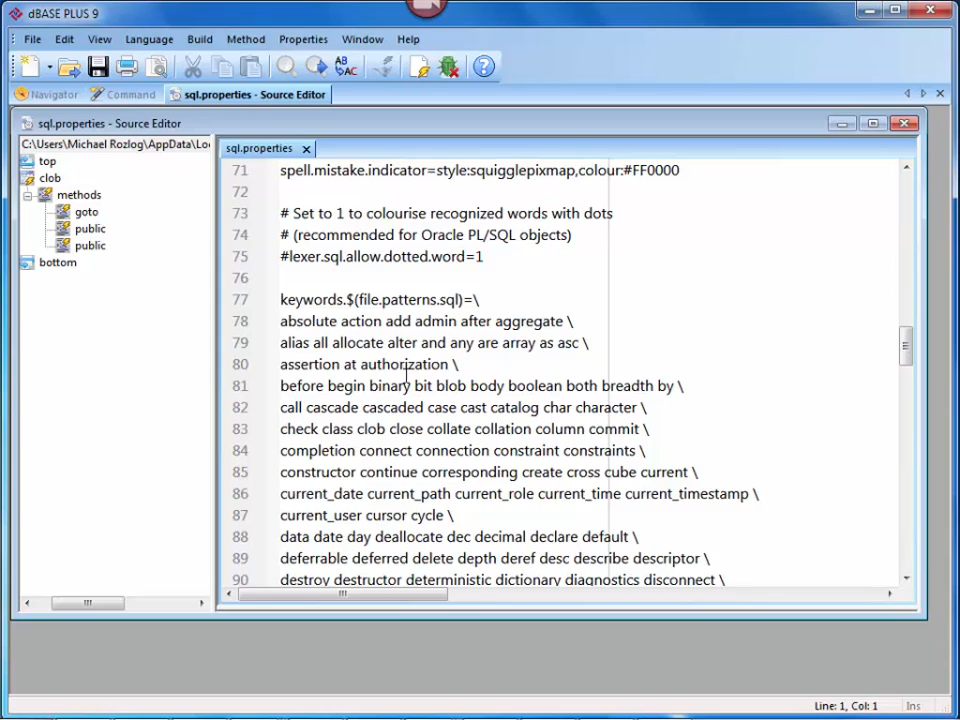 dBASE PLUS 9
File Edit View Language Build Method Properties Window Help
Navigator Command sql.properties - Source Editor
sql.properties - Source Editor
C:\Users\Michael Rozlog\AppData\Loc
top
clob
methods
goto
public
public
bottom
sql.properties
71 spell.mistake.indicator=style:squigglepixmap,colour:#FF0000
72
73 # Set to 1 to colourise recognized words with dots
74 # (recommended for Oracle PL/SQL objects)
75 #lexer.sql.allow.dotted.word=1
76
77 keywords.$(file.patterns.sql)=\
78 absolute action add admin after aggregate \
79 alias all allocate alter and any are array as asc \
80 assertion at authorization \
81 before begin binary bit blob body boolean both breadth by \
82 call cascade cascaded case cast catalog char character \
83 check class clob close collate collation column commit \
84 completion connect connection constraint constraints \
85 constructor continue corresponding create cross cube current \
86 current_date current_path current_role current_time current_timestamp \
87 current_user cursor cycle \
88 data date day deallocate dec decimal declare default \
89 deferrable deferred delete depth deref desc describe descriptor \
90 destroy destructor deterministic dictionary diagnostics disconnect \
Line: 1, Col: 1 Ins